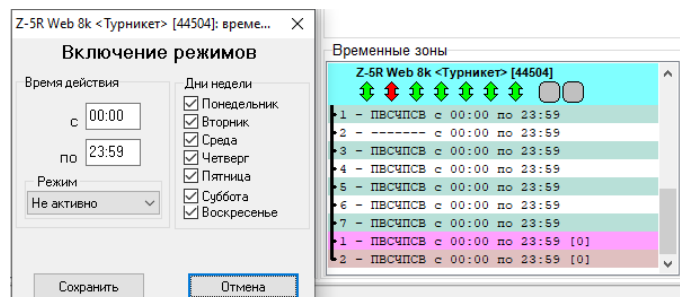 Z-5R Web 8k <Турникет> [44504]: време...
Включение режимов
Время действия
с 00:00
по 23:59
Режим
Не активно
Дни недели
Понедельник
Вторник
Среда
Четверг
Пятница
Суббота
Воскресенье
Сохранить
Отмена
Временные зоны
Z-5R Web 8k <Турникет> [44504]
1 - ПВСЧПСВ с 00:00 по 23:59
2 - ------- с 00:00 по 23:59
3 - ПВСЧПСВ с 00:00 по 23:59
4 - ПВСЧПСВ с 00:00 по 23:59
5 - ПВСЧПСВ с 00:00 по 23:59
6 - ПВСЧПСВ с 00:00 по 23:59
7 - ПВСЧПСВ с 00:00 по 23:59
1 - ПВСЧПСВ с 00:00 по 23:59 [0]
2 - ПВСЧПСВ с 00:00 по 23:59 [0]